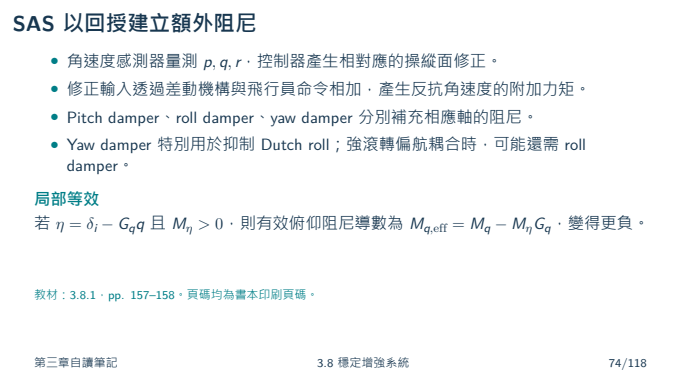 SAS 以回授建立額外阻尼
• 角速度感測器量測 p, q, r，控制器產生相對應的操縱面修正。
• 修正輸入透過差動機構與飛行員命令相加，產生反抗角速度的附加力矩。
• Pitch damper、roll damper、yaw damper 分別補充相應軸的阻尼。
• Yaw damper 特別用於抑制 Dutch roll；強滾轉偏航耦合時，可能還需 roll
damper。
局部等效
若 η = δᵢ − G_q q 且 M_η > 0，則有效俯仰阻尼導數為 M_{q,eff} = M_q − M_η G_q，變得更負。
教材：3.8.1，pp. 157–158。頁碼均為書本印刷頁碼。
第三章自讀筆記
3.8 穩定增強系統
74/118